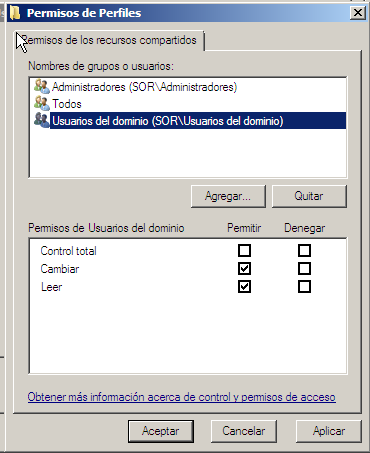 Permisos de Perfiles
Permisos de los recursos compartidos
Nombres de grupos o usuarios:
Administradores (SOR\Administradores)
Todos
Usuarios del dominio (SOR\Usuarios del dominio)
Agregar... Quitar
Permisos de Usuarios del dominio Permitir Denegar
Control total
Cambiar
Leer
Obtener más información acerca de control y permisos de acceso
Aceptar Cancelar Aplicar